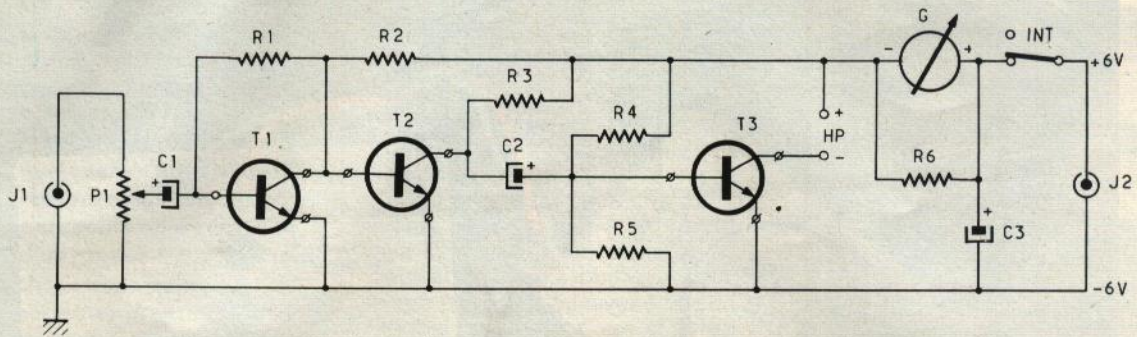 G
INT
R1
R2
- +
+6V
R3
R4
+
HP
-
T1
T2
C2
+
T3
R6
C1
+
J1
P1
J2
R5
+
C3
-6V